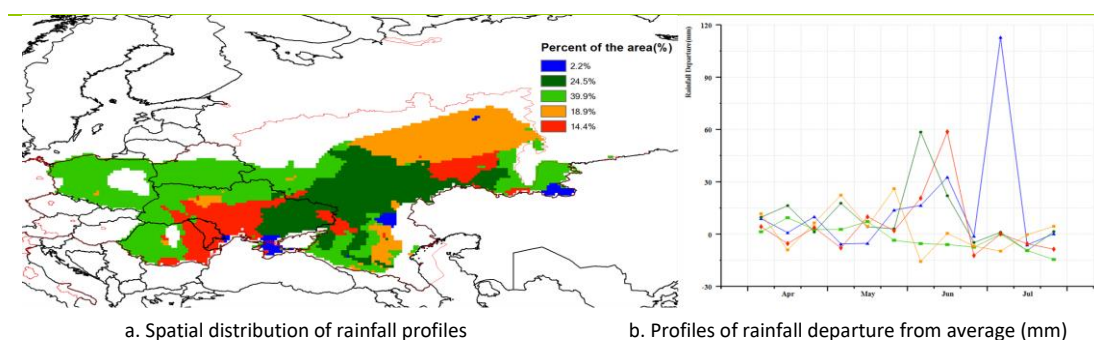 Percent of the area(%)
2.2%
24.5%
39.9%
18.9%
14.4%
Rainfall Departure(mm)
120
90
60
30
0
-30
Apr
May
Jun
Jul
a. Spatial distribution of rainfall profiles
b. Profiles of rainfall departure from average (mm)